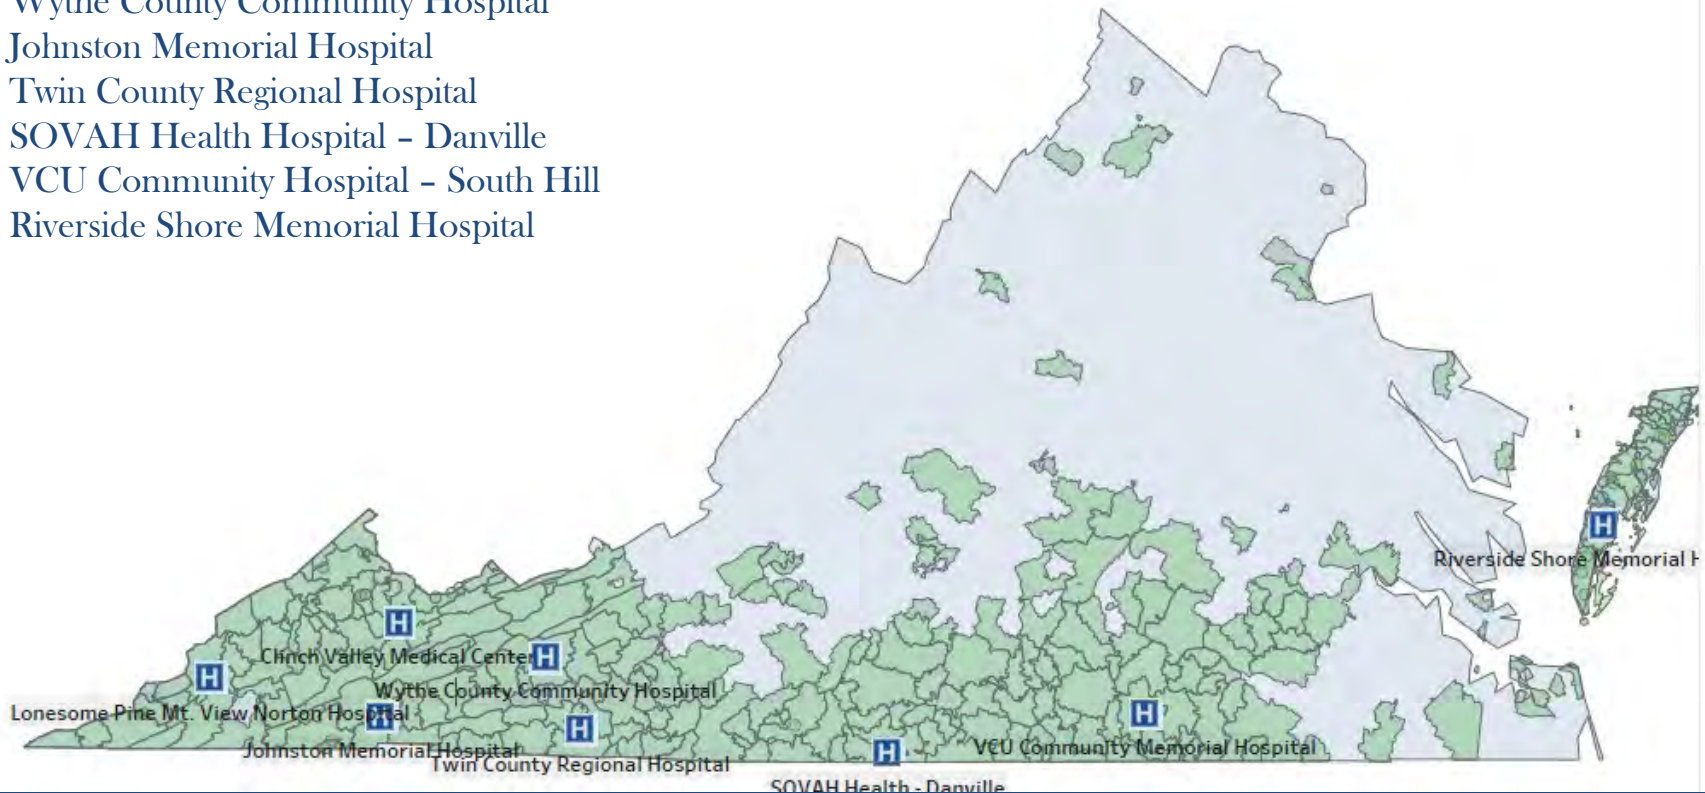 Wythe County Community Hospital
Johnston Memorial Hospital
Twin County Regional Hospital
SOVAH Health Hospital – Danville
VCU Community Hospital – South Hill
Riverside Shore Memorial Hospital
H
Riverside Shore Memorial H
H
Clinch Valley Medical Center
H
H
Wythe County Community Hospital
Lonesome Pine Mt. View Norton Hospital
H
H
H
Johnston Memorial Hospital
Twin County Regional Hospital
H
VCU Community Memorial Hospital
SOVAH Health - Danville